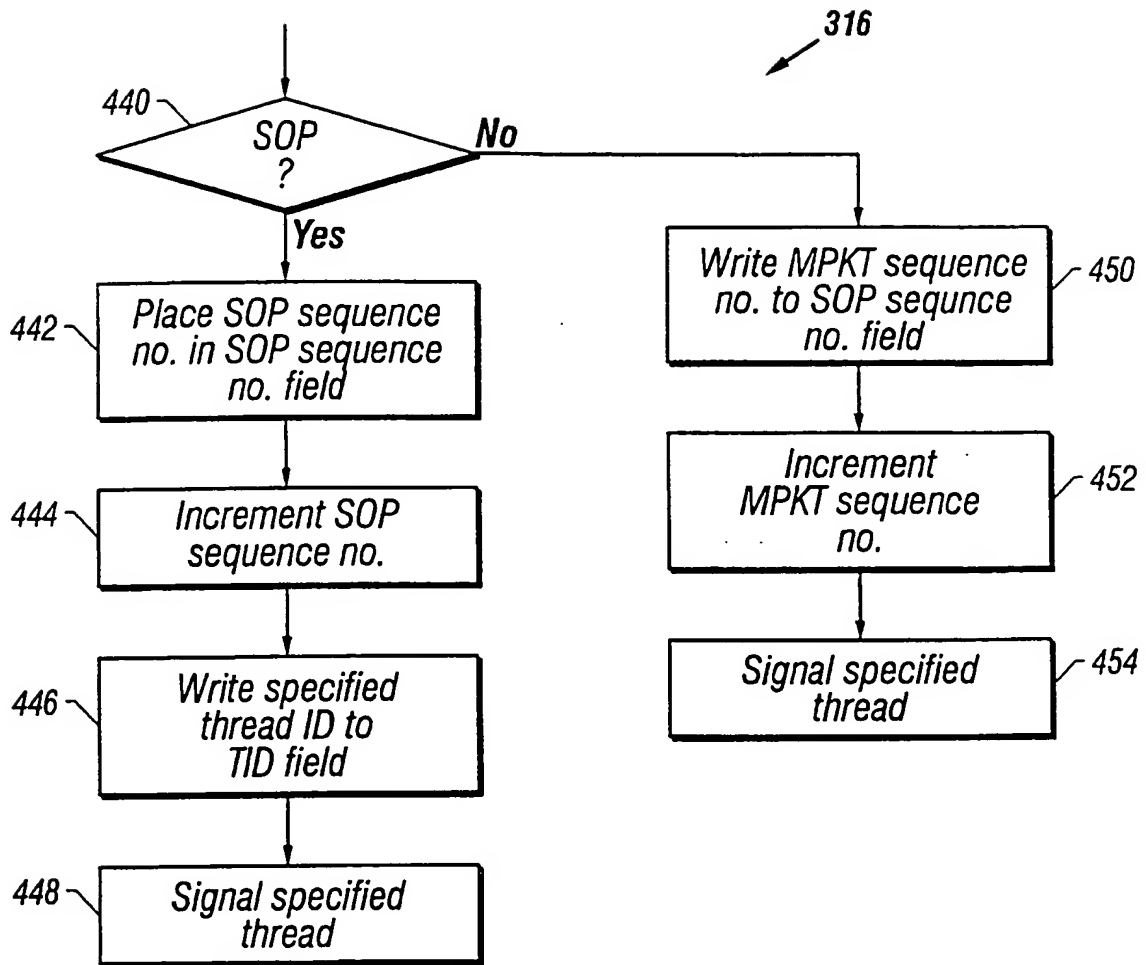 316
440
SOP
?
No
Yes
442
Place SOP sequence
no. in SOP sequence
no. field
444
Increment SOP
sequence no.
446
Write specified
thread ID to
TID field
448
Signal specified
thread
Write MPKT sequence
no. to SOP sequnce
no. field
450
Increment
MPKT sequence
no.
452
Signal specified
thread
454